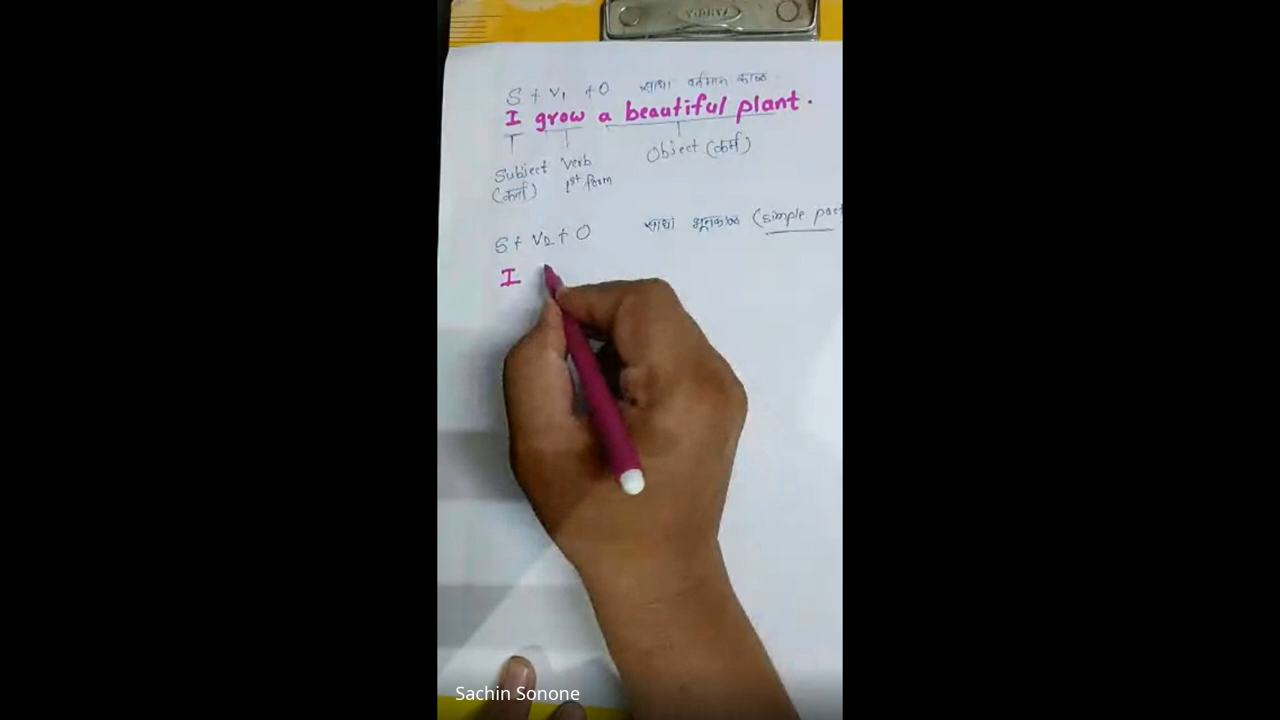 S + V₁ + O साधा वर्तमान काळ
I grow a beautiful plant.
Subject Verb Object (कर्म)
(कर्ता) 1st form
S + V₂ + O साधा भूतकाळ (simple past
I
Sachin Sonone